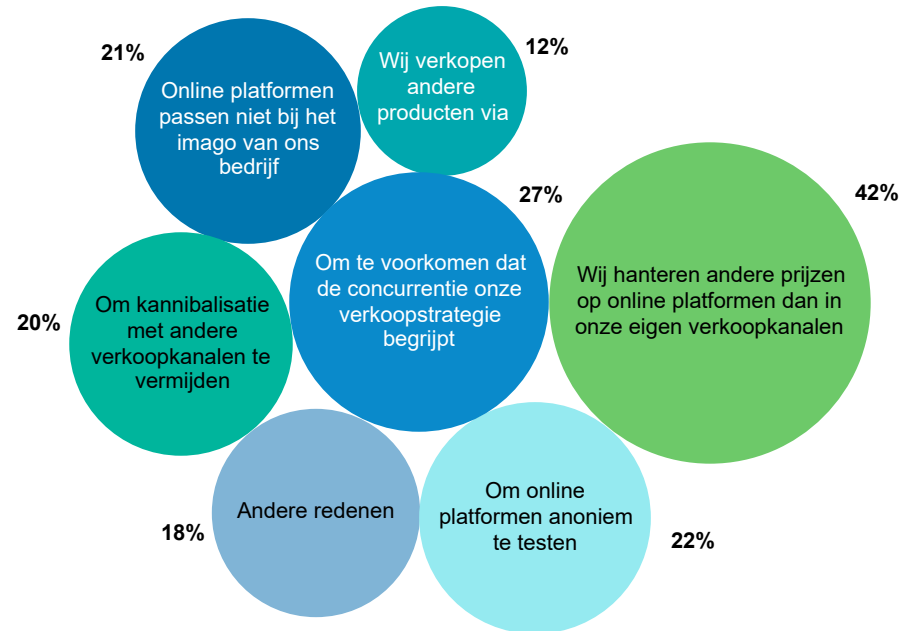 21%
Online platformen
passen niet bij het
imago van ons
bedrijf
12%
Wij verkopen
andere
producten via
27%
Om te voorkomen dat
de concurrentie onze
verkoopstrategie
begrijpt
42%
Wij hanteren andere prijzen
op online platformen dan in
onze eigen verkoopkanalen
20%
Om kannibalisatie
met andere
verkoopkanalen te
vermijden
18%
Andere redenen
Om online
platformen anoniem
te testen
22%